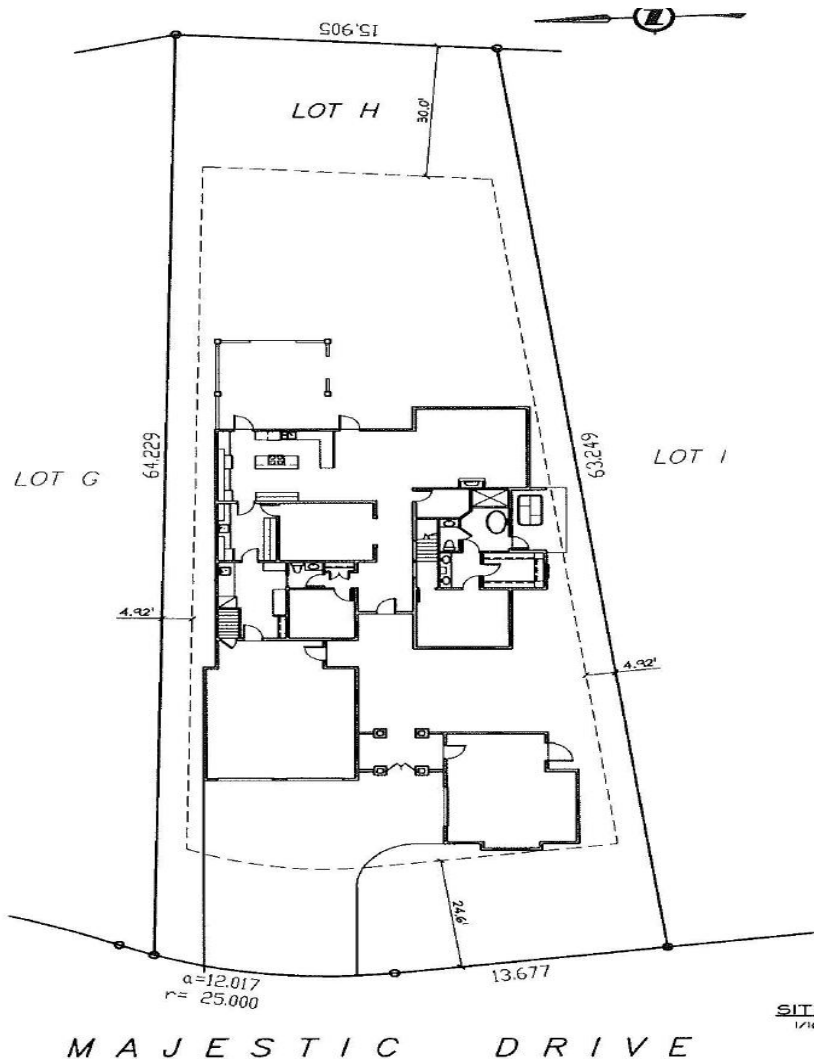 15.905
Z
LOT H
30.0'
64.229
63.249
LOT G
LOT I
4.92'
4.92'
24.6'
a=12.017
r= 25.000
13.677
SIT
MAJESTIC DRIVE